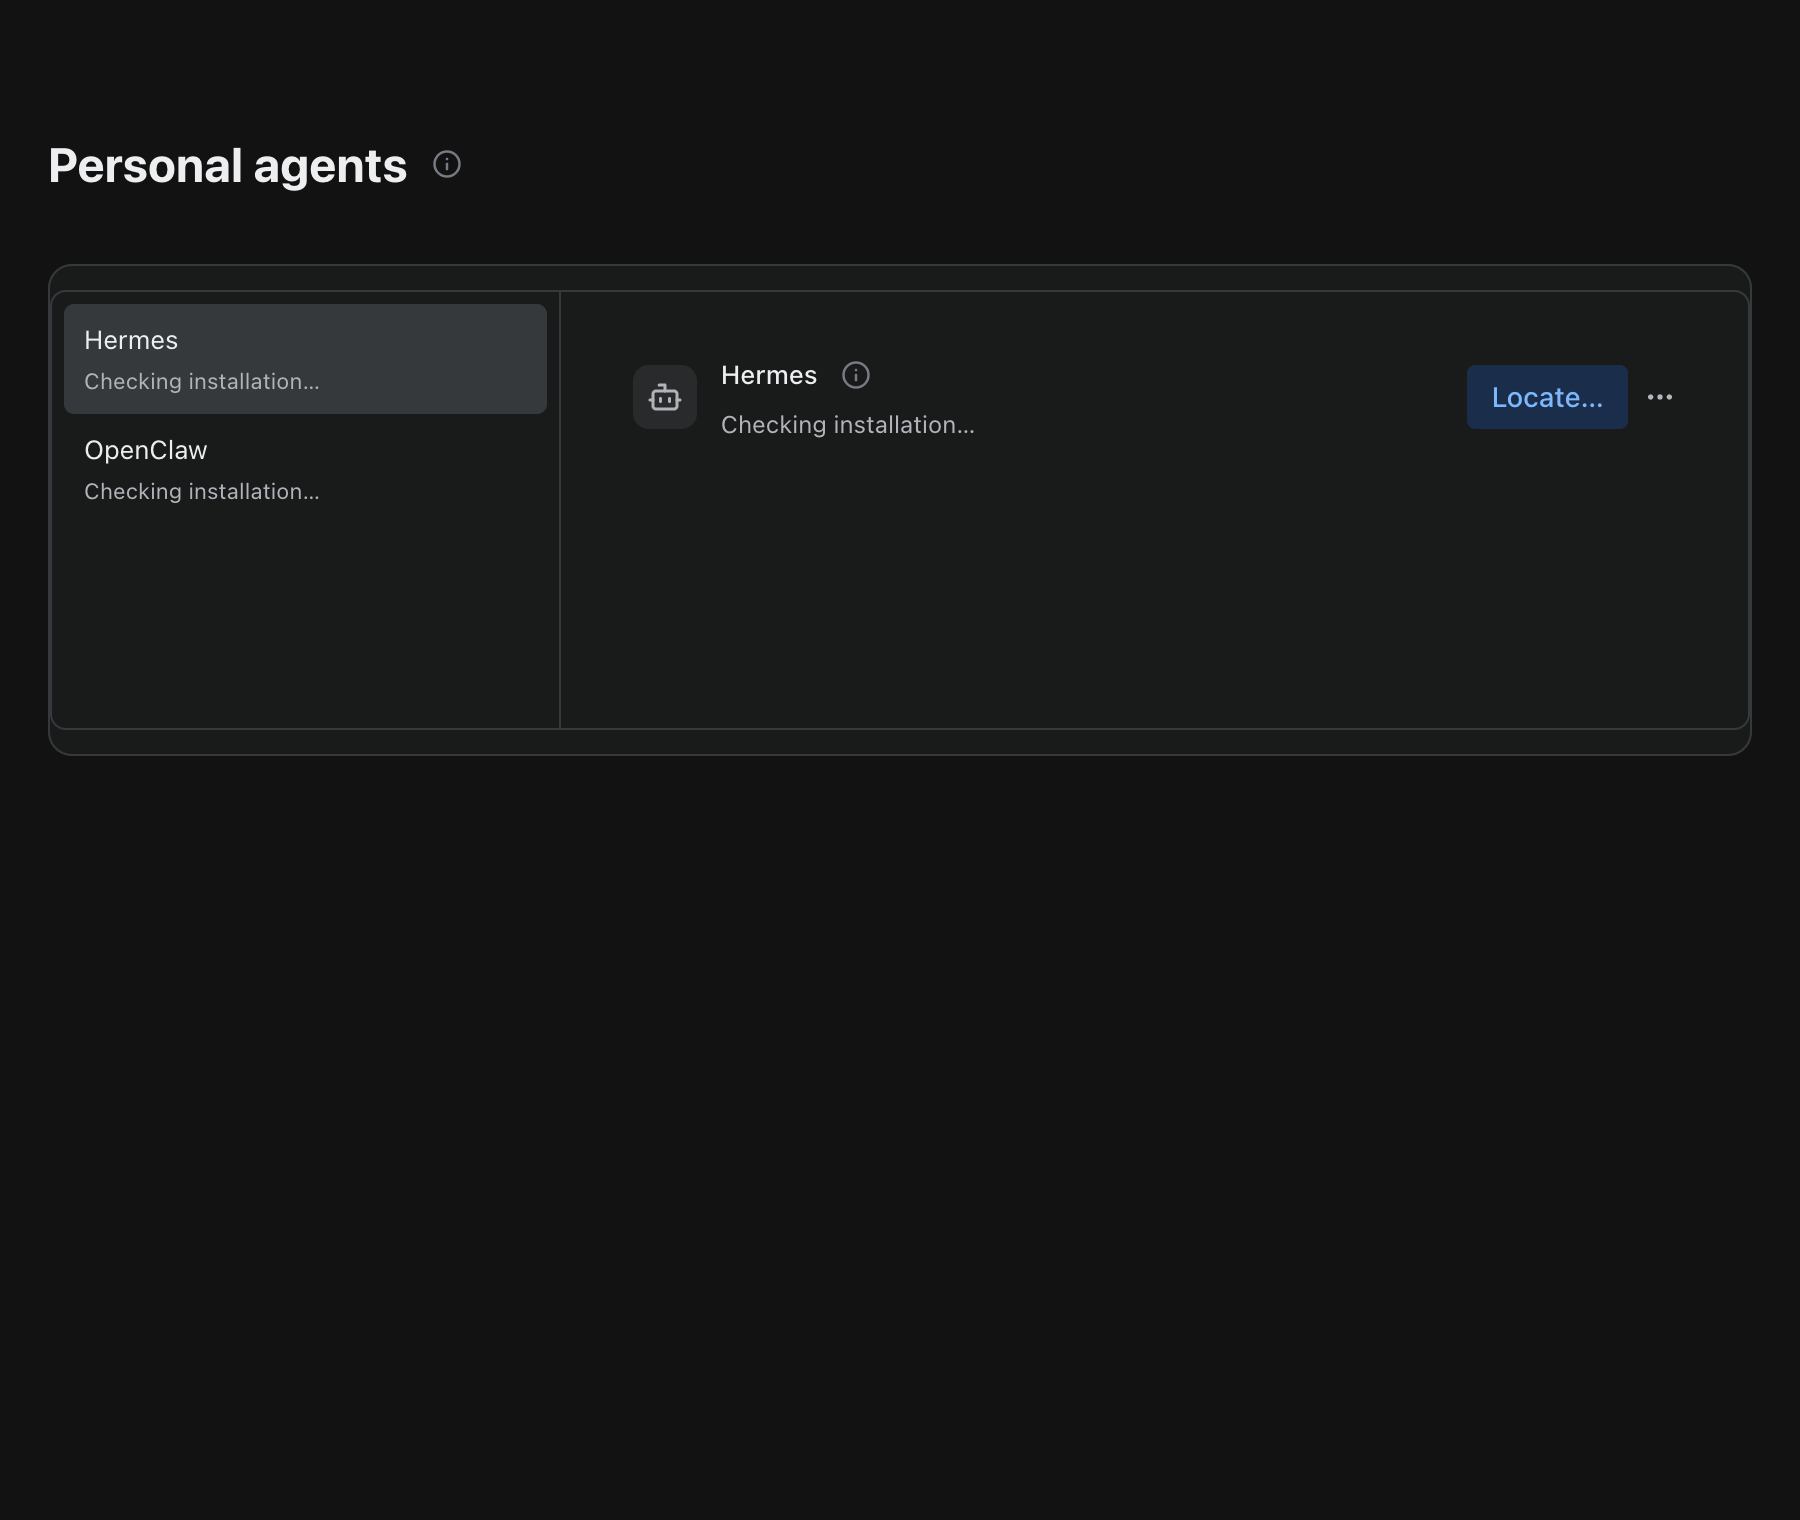 Personal agents
Hermes
Checking installation...
OpenClaw
Checking installation...
Hermes
Checking installation...
Locate...